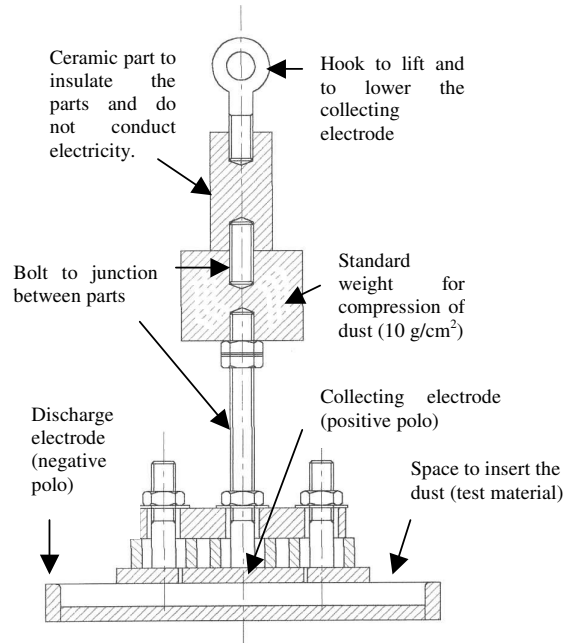 Ceramic part to
insulate the
parts and do
not conduct
electricity.
Hook to lift and
to lower the
collecting
electrode
Bolt to junction
between parts
Standard
weight for
compression of
dust (10 g/cm²)
Discharge
electrode
(negative
polo)
Collecting electrode
(positive polo)
Space to insert the
dust (test material)